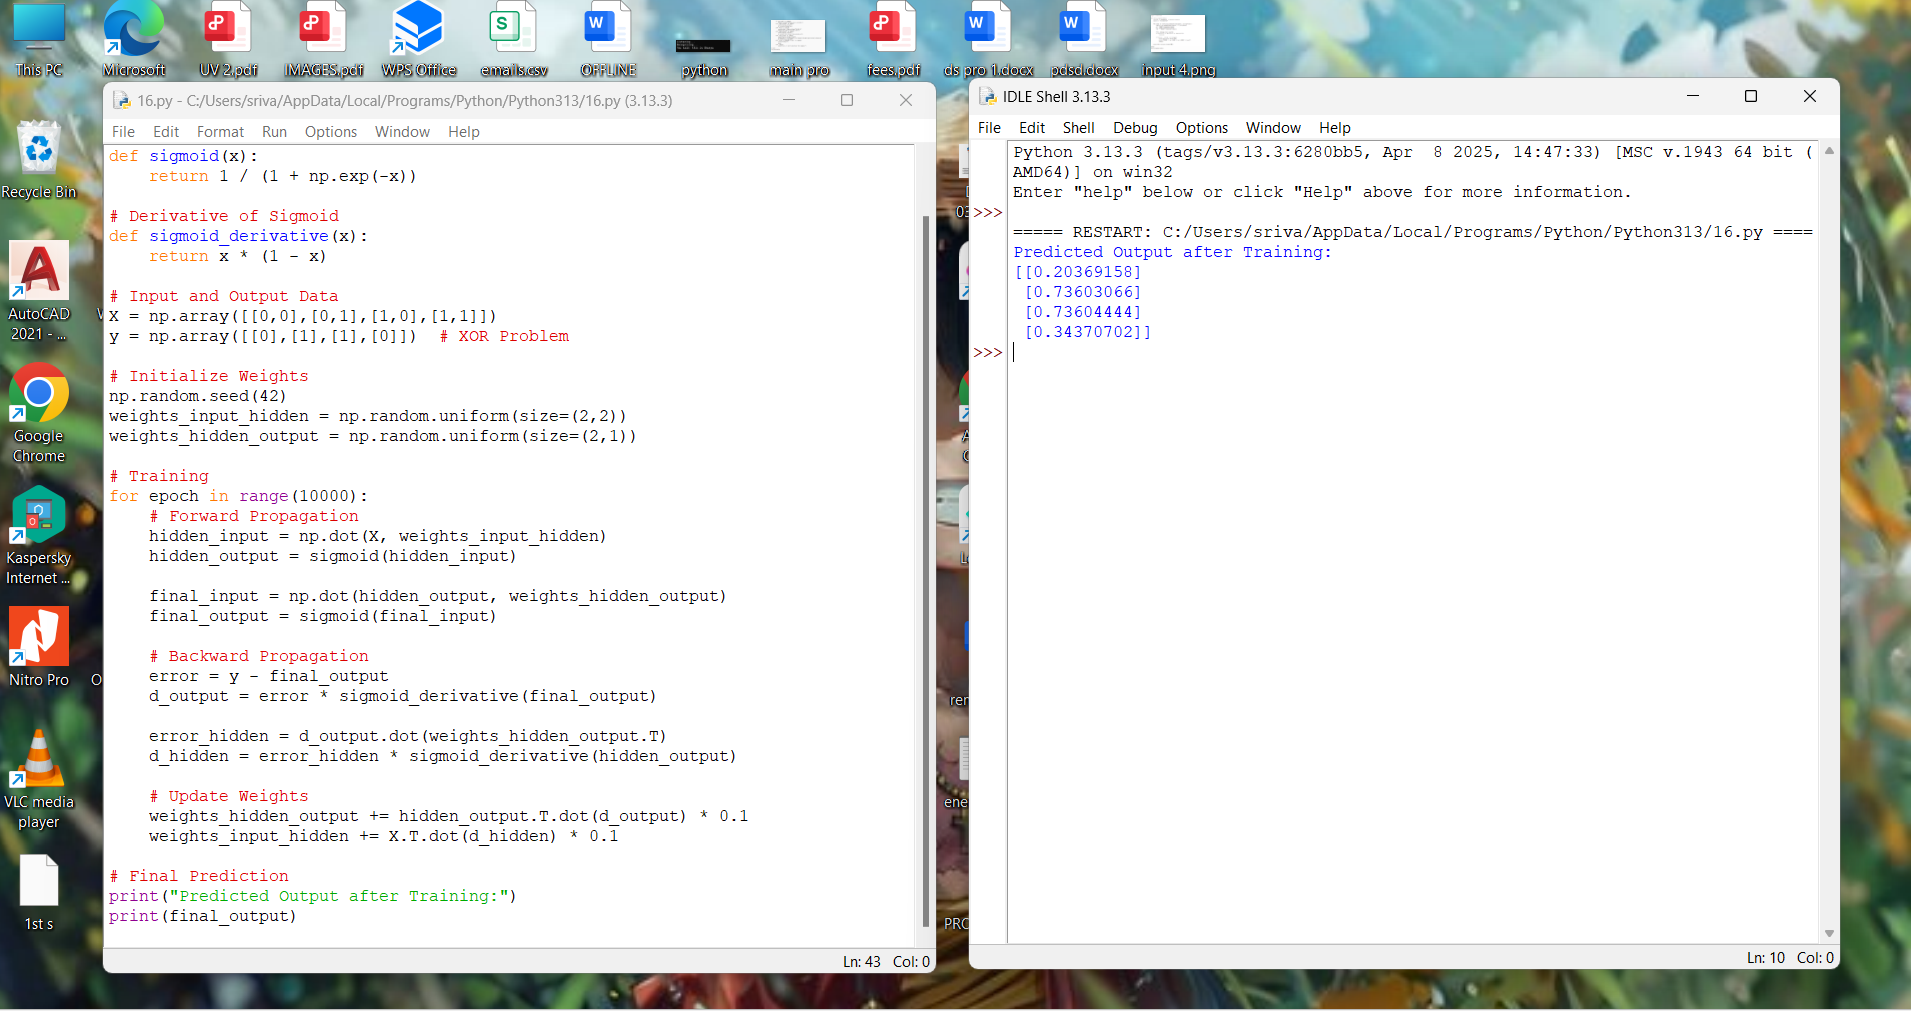 This PC
Microsoft
UV 2.pdf
IMAGES.pdf
WPS Office
emails.csv
OFFLINE
python
main pro
fees.pdf
ds pro 1.docx
pdsd.docx
input 4.png
Recycle Bin
AutoCAD
2021 - ...
Google
Chrome
Kaspersky
Internet ...
Nitro Pro
VLC media
player
1st s
16.py - C:/Users/sriva/AppData/Local/Programs/Python/Python313/16.py (3.13.3)
File Edit Format Run Options Window Help
def sigmoid(x):
    return 1 / (1 + np.exp(-x))
# Derivative of Sigmoid
def sigmoid_derivative(x):
    return x * (1 - x)
# Input and Output Data
X = np.array([[0,0],[0,1],[1,0],[1,1]])
y = np.array([[0],[1],[1],[0]])  # XOR Problem
# Initialize Weights
np.random.seed(42)
weights_input_hidden = np.random.uniform(size=(2,2))
weights_hidden_output = np.random.uniform(size=(2,1))
# Training
for epoch in range(10000):
    # Forward Propagation
    hidden_input = np.dot(X, weights_input_hidden)
    hidden_output = sigmoid(hidden_input)
    final_input = np.dot(hidden_output, weights_hidden_output)
    final_output = sigmoid(final_input)
    # Backward Propagation
    error = y - final_output
    d_output = error * sigmoid_derivative(final_output)
    error_hidden = d_output.dot(weights_hidden_output.T)
    d_hidden = error_hidden * sigmoid_derivative(hidden_output)
    # Update Weights
    weights_hidden_output += hidden_output.T.dot(d_output) * 0.1
    weights_input_hidden += X.T.dot(d_hidden) * 0.1
# Final Prediction
print("Predicted Output after Training:")
print(final_output)
Ln: 43 Col: 0
IDLE Shell 3.13.3
File Edit Shell Debug Options Window Help
Python 3.13.3 (tags/v3.13.3:6280bb5, Apr  8 2025, 14:47:33) [MSC v.1943 64 bit (
AMD64)] on win32
Enter "help" below or click "Help" above for more information.
>>>
===== RESTART: C:/Users/sriva/AppData/Local/Programs/Python/Python313/16.py ====
Predicted Output after Training:
[[0.20369158]
 [0.73603066]
 [0.73604444]
 [0.34370702]]
>>>
Ln: 10 Col: 0